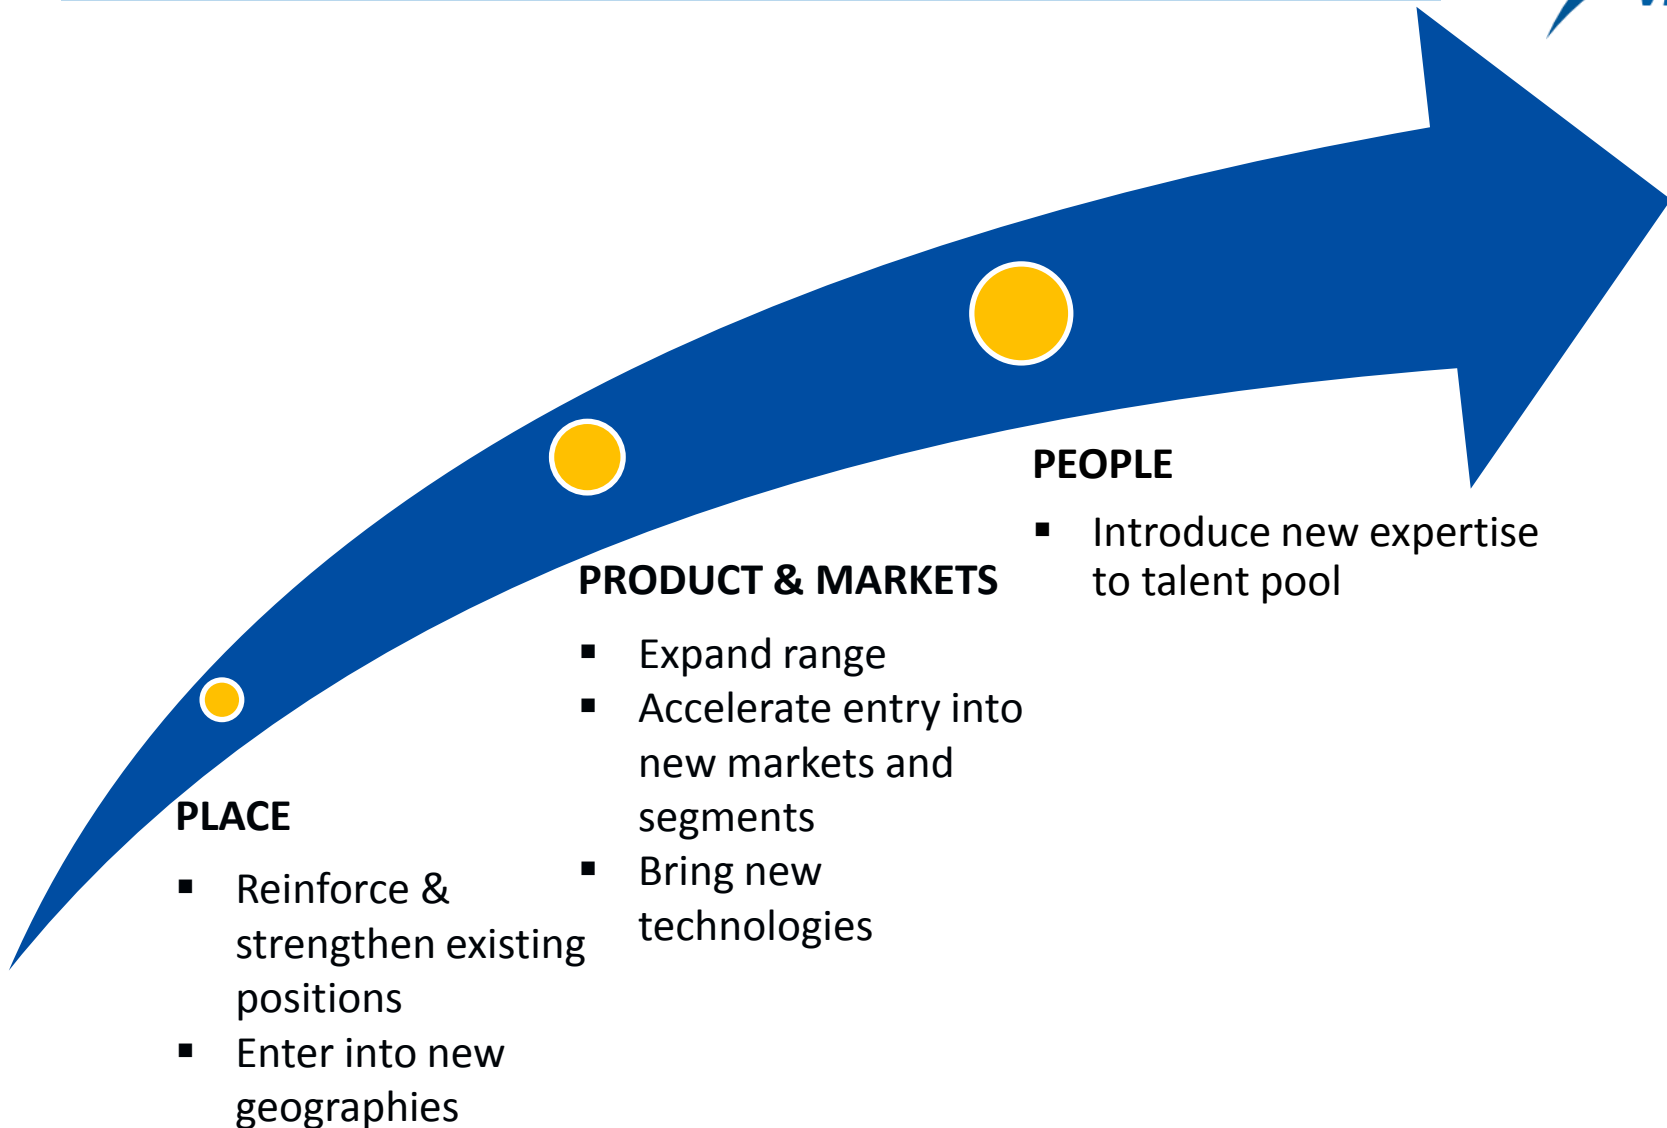 PEOPLE
▪ Introduce new expertise
to talent pool
PRODUCT & MARKETS
▪ Expand range
▪ Accelerate entry into
new markets and
segments
▪ Bring new
technologies
PLACE
▪ Reinforce &
strengthen existing
positions
▪ Enter into new
geographies